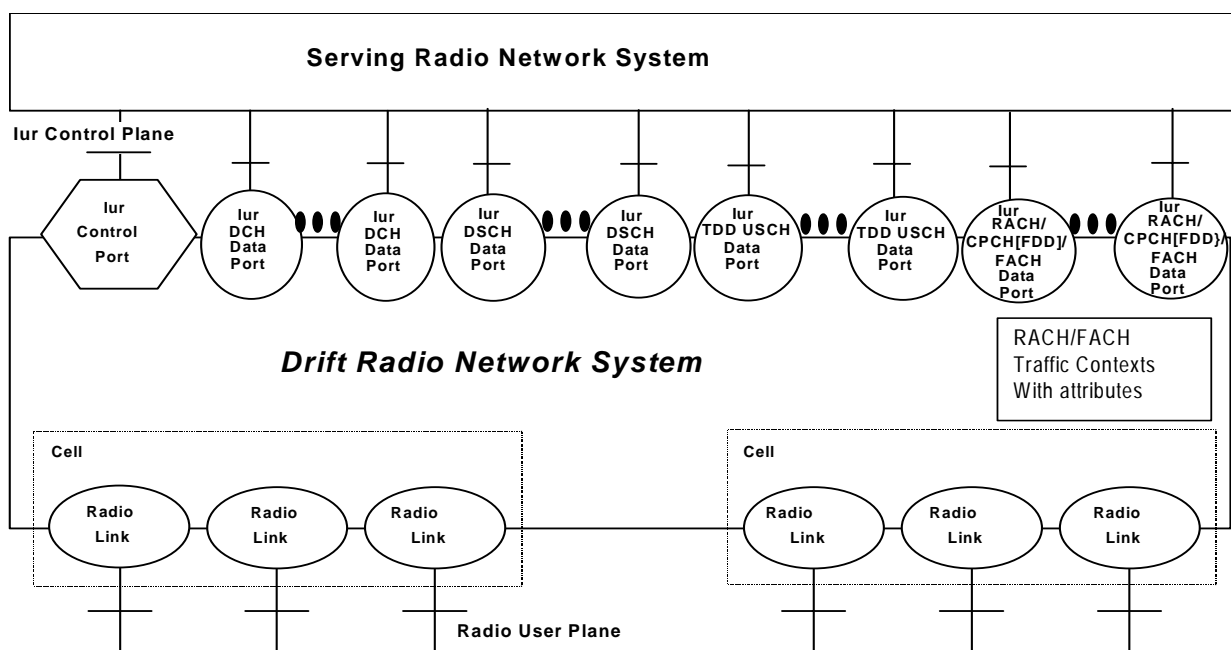 Serving Radio Network System
Iur Control Plane
Iur
Control
Port
Iur
DCH
Data
Port
Iur
DCH
Data
Port
Iur
DSCH
Data
Port
Iur
DSCH
Data
Port
Iur
TDD USCH
Data
Port
Iur
TDD USCH
Data
Port
Iur
RACH/
CPCH[FDD]/
FACH
Data
Port
Iur
RACH/
CPCH[FDD}/
FACH
Data
Port
Drift Radio Network System
RACH/FACH
Traffic Contexts
With attributes
Cell
Radio
Link
Radio
Link
Radio
Link
Cell
Radio
Link
Radio
Link
Radio
Link
Radio User Plane